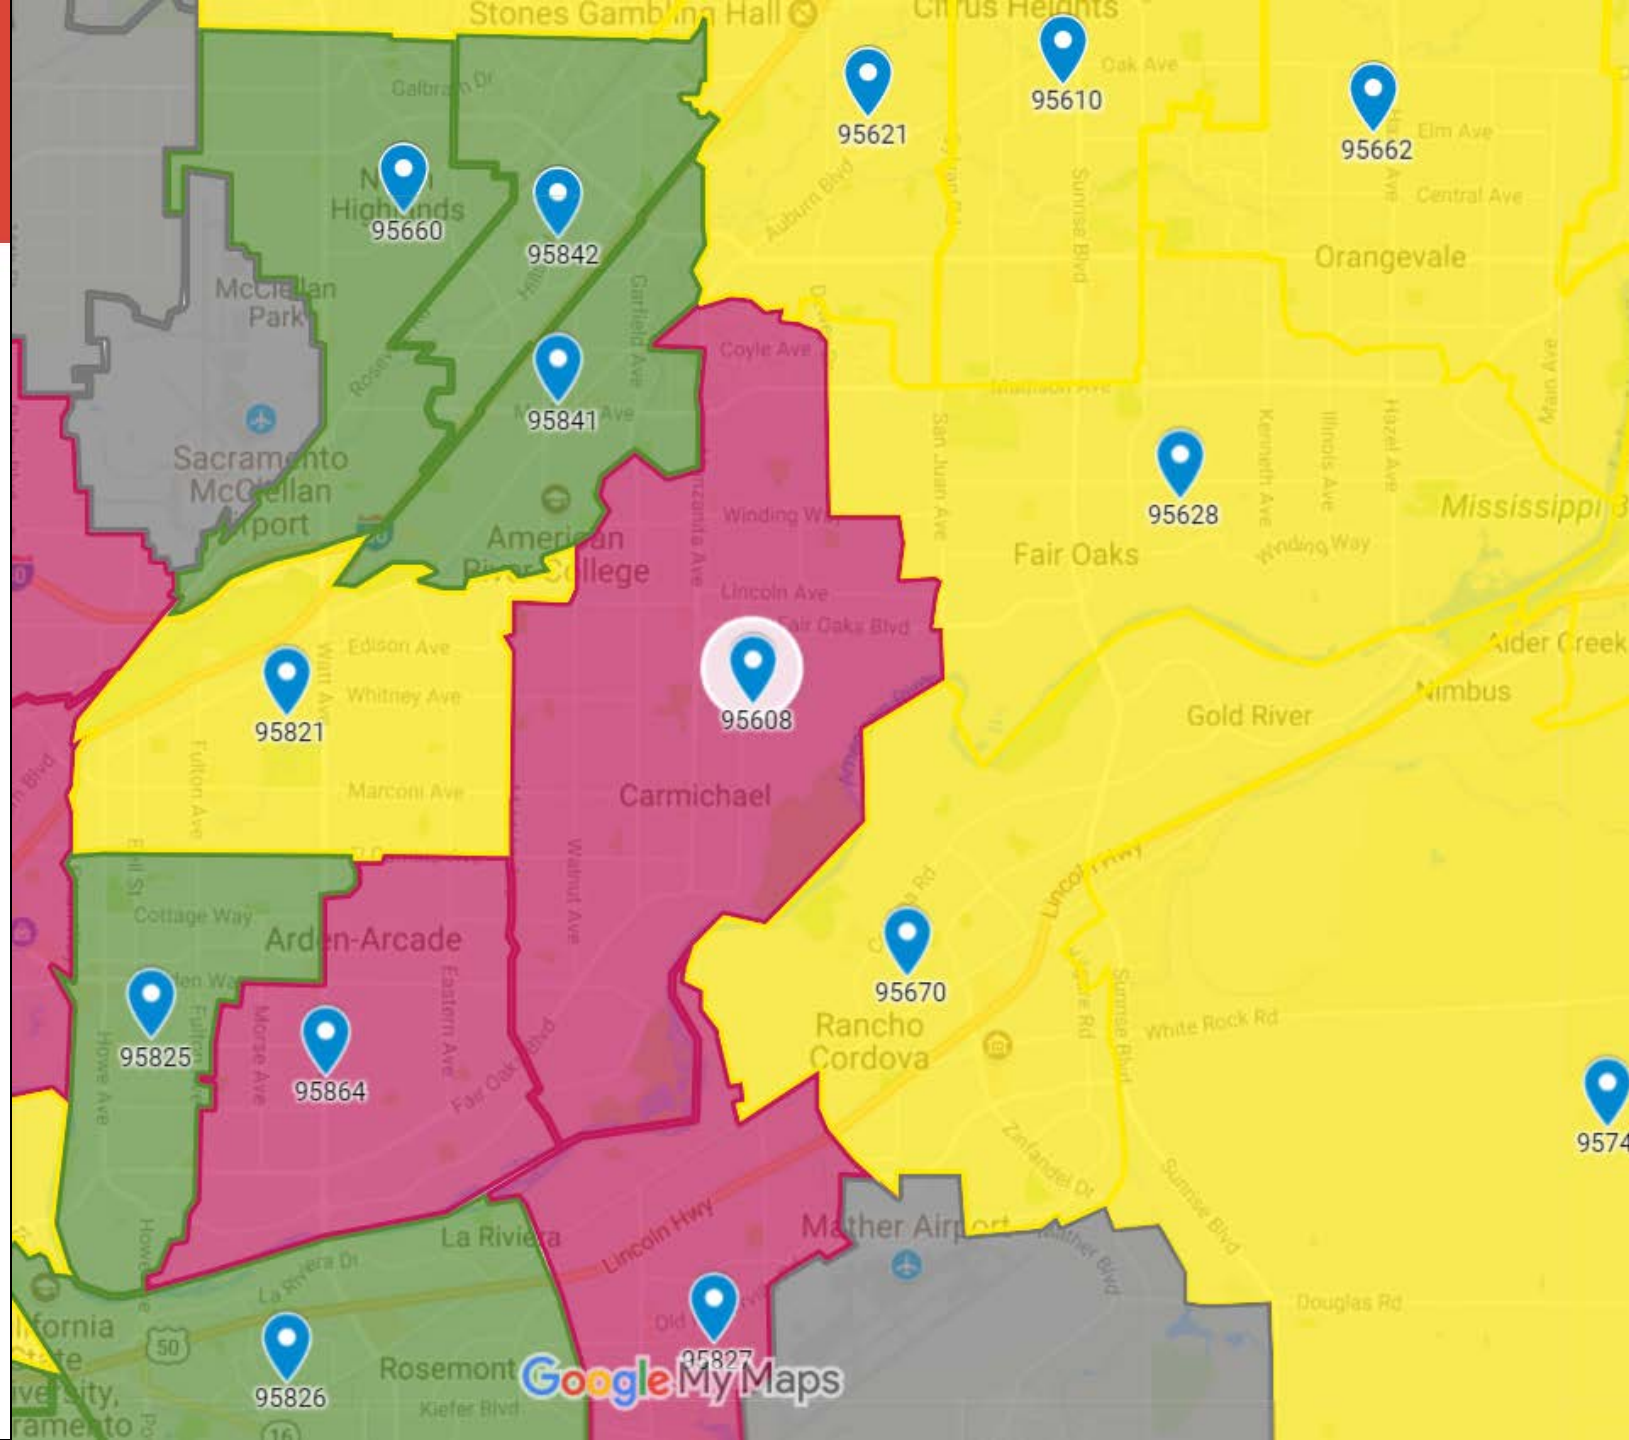 Stones Gambling Hall
Citrus Heights
Oak Ave
95621
95610
95662
Elm Ave
Central Ave
Auburn Blvd
Sunrise Blvd
Orangevale
Galbrath Dr
Highlands
95660
95842
McClellan
Park
Garfield Ave
Coyle Ave
Madison Ave
Main Ave
95841
Sacramento
McClellan
95628
San Juan Ave
Kenneth Ave
Illinois Ave
Hazel Ave
Mississippi B
Winding Way
American
River College
Fair Oaks
Winding Way
Lincoln Ave
Fair Oaks Blvd
Edison Ave
Watt Ave
Whitney Ave
95821
95608
Alder Creek
Nimbus
Gold River
Fulton Ave
Marconi Ave
Carmichael
Walnut Ave
Lincoln Hwy
Cottage Way
Arden-Arcade
95670
Rancho
Cordova
Sunrise Blvd
White Rock Rd
Howe Ave
Morse Ave
Eastern Ave
Fair Oaks Blvd
95825
95864
9574
Zinfandel Dr
Sunrise Blvd
La Riviera
Lincoln Hwy
Mather Airport
Mather Blvd
La Riviera Dr
Howe
Douglas Rd
50
95826
Rosemont
95827
Google My Maps
Kiefer Blvd
16